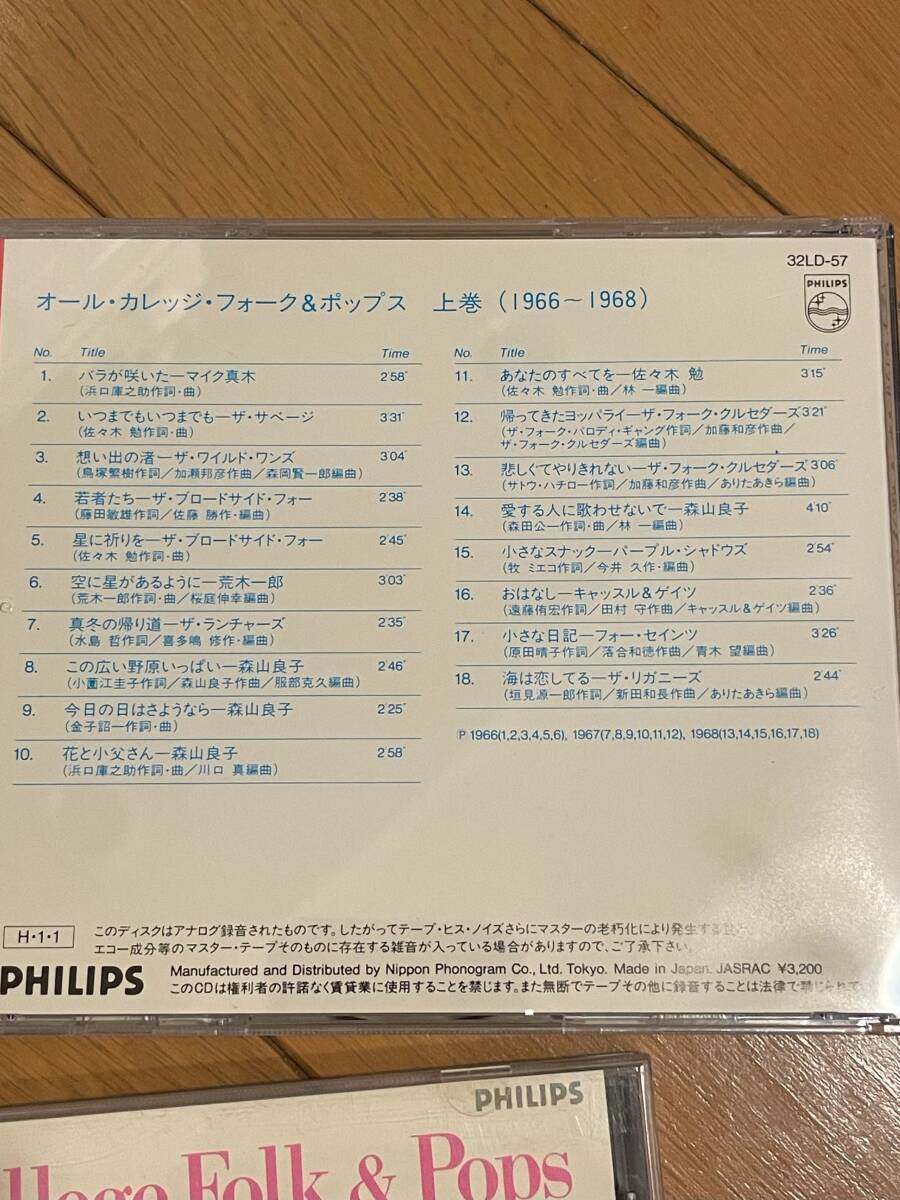 32LD-57
PHILIPS
オール・カレッジ・フォーク&ポップス 上巻(1966〜1968)
No. Title Time
1. バラが咲いた―マイク真木 2'58"
(浜口庫之助作詞・曲)
2. いつまでもいつまでも―ザ・サベージ 3'31"
(佐々木 勉作詞・曲)
3. 想い出の渚―ザ・ワイルド・ワンズ 3'04"
(鳥塚繁樹作詞/加瀬邦彦作曲/森岡賢一郎編曲)
4. 若者たち―ザ・ブロードサイド・フォー 2'38"
(藤田敏雄作詞/佐藤 勝作・編曲)
5. 星に祈りを―ザ・ブロードサイド・フォー 2'45"
(佐々木 勉作詞・曲)
6. 空に星があるように―荒木一郎 3'03"
(荒木一郎作詞・曲/桜庭伸幸編曲)
7. 真冬の帰り道―ザ・ランチャーズ 2'35"
(水島 哲作詞/喜多嶋 修作・編曲)
8. この広い野原いっぱい―森山良子 2'46"
(小薗江圭子作詞/森山良子作曲/服部克久編曲)
9. 今日の日はさようなら―森山良子 2'25"
(金子詔一作詞・曲)
10. 花と小父さん―森山良子 2'58"
(浜口庫之助作詞・曲/川口 真編曲)
No. Title Time
11. あなたのすべてを―佐々木 勉 3'15"
(佐々木 勉作詞・曲/林 一編曲)
12. 帰ってきたヨッパライ―ザ・フォーク・クルセダーズ 3'21"
(ザ・フォーク・パロディ・ギャング作詞/加藤和彦作曲/
ザ・フォーク・クルセダーズ編曲)
13. 悲しくてやりきれない―ザ・フォーク・クルセダーズ 3'06"
(サトウ・ハチロー作詞/加藤和彦作曲/ありたあきら編曲)
14. 愛する人に歌わせないで―森山良子 4'10"
(森田公一作詞・曲/林 一編曲)
15. 小さなスナック―パープル・シャドウズ 2'54"
(牧 ミエコ作詞/今井 久作・編曲)
16. おはなし―キャッスル&ゲイツ 2'36"
(遠藤侑宏作詞/田村 守作曲/キャッスル&ゲイツ編曲)
17. 小さな日記―フォー・セインツ 3'26"
(原田晴子作詞/落合和徳作曲/青木 望編曲)
18. 海は恋してる―ザ・リガニーズ 2'44"
(垣見源一郎作詞/新田和長作曲/ありたあきら編曲)
Ⓟ 1966(1,2,3,4,5,6), 1967(7,8,9,10,11,12), 1968(13,14,15,16,17,18)
H・1・1
このディスクはアナログ録音されたものです。したがってテープ・ヒス・ノイズさらにマスターの老朽化により発生する
エコー成分等のマスター・テープそのものに存在する雑音が入っている場合がありますので、ご了承下さい。
PHILIPS
Manufactured and Distributed by Nippon Phonogram Co., Ltd. Tokyo. Made in Japan. JASRAC ¥3,200
このCDは権利者の許諾なく賃貸業に使用することを禁じます。また無断でテープその他に録音することは法律で禁じられて
PHILIPS
llege Folk & Pops